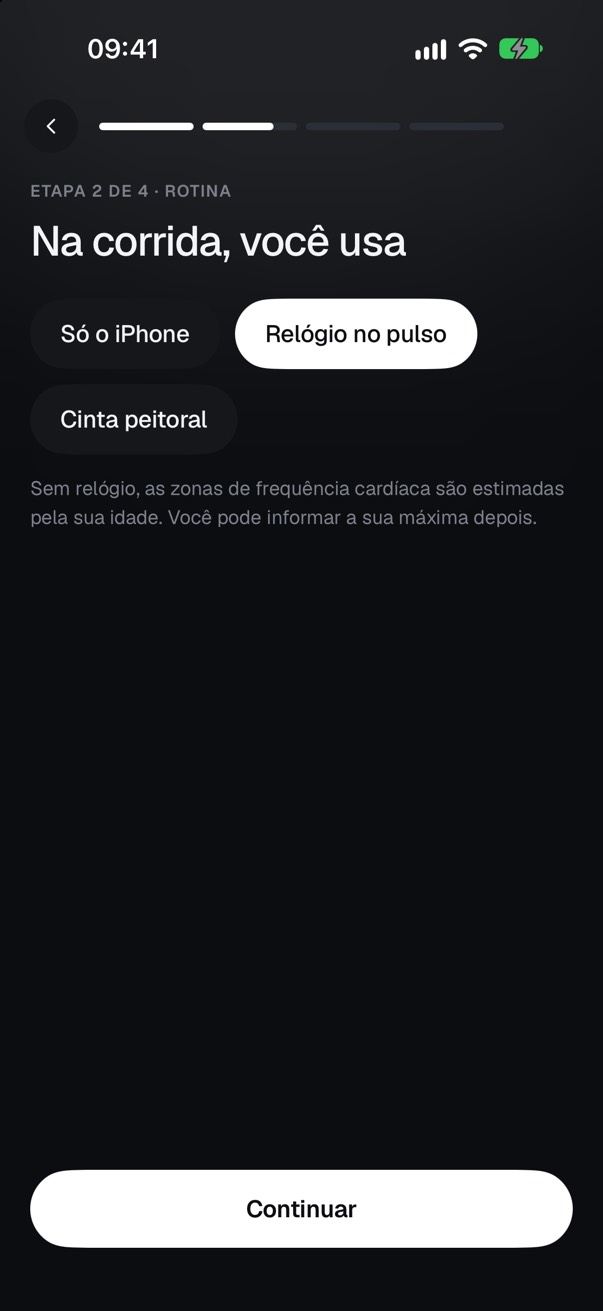 09:41
ETAPA 2 DE 4 · ROTINA
Na corrida, você usa
Só o iPhone
Relógio no pulso
Cinta peitoral
Sem relógio, as zonas de frequência cardíaca são estimadas
pela sua idade. Você pode informar a sua máxima depois.
Continuar